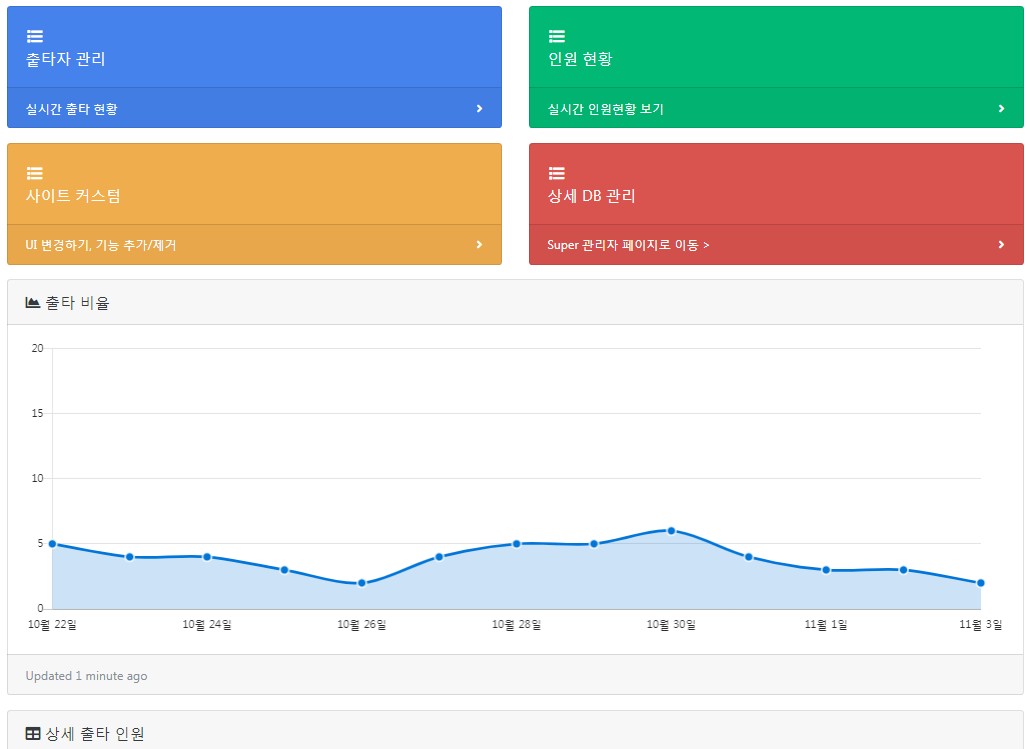 출타자 관리
실시간 출타 현황
인원 현황
실시간 인원현황 보기
사이트 커스텀
UI 변경하기, 기능 추가/제거
상세 DB 관리
Super 관리자 페이지로 이동 >
출타 비율
20
15
10
5
0
10월 22일 10월 24일 10월 26일 10월 28일 10월 30일 11월 1일 11월 3일
Updated 1 minute ago
상세 출타 인원